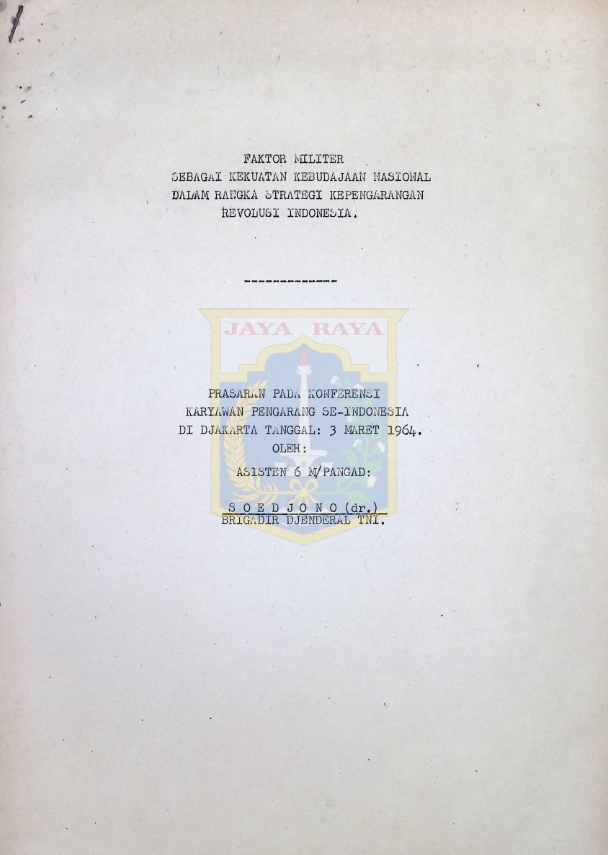 FAKTOR MILITER
SEBAGAI KEKUATAN KEBUDAJAAN NASIONAL
DALAM RANGKA STRATEGI KEPENGARANGAN
REVOLUSI INDONESIA.
-------------
JAYA RAYA
PRASARAN PADA KONFERENSI
KARYAWAN PENGARANG SE-INDONESIA
DI DJAKARTA TANGGAL: 3 MARET 1964.
OLEH:
ASISTEN 6 M/PANGAD:
S O E D J O N O (dr.)
BRIGADIR DJENDERAL TNI.